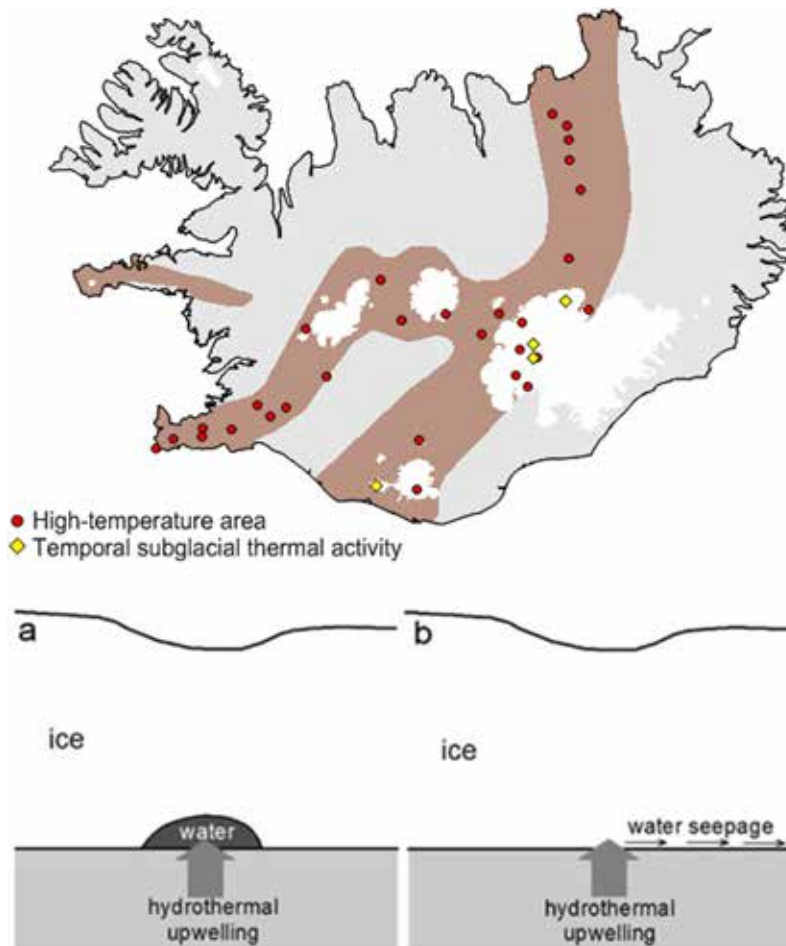 High-temperature area
Temporal subglacial thermal activity
a
ice
water
hydrothermal
upwelling
b
ice
water seepage
hydrothermal
upwelling